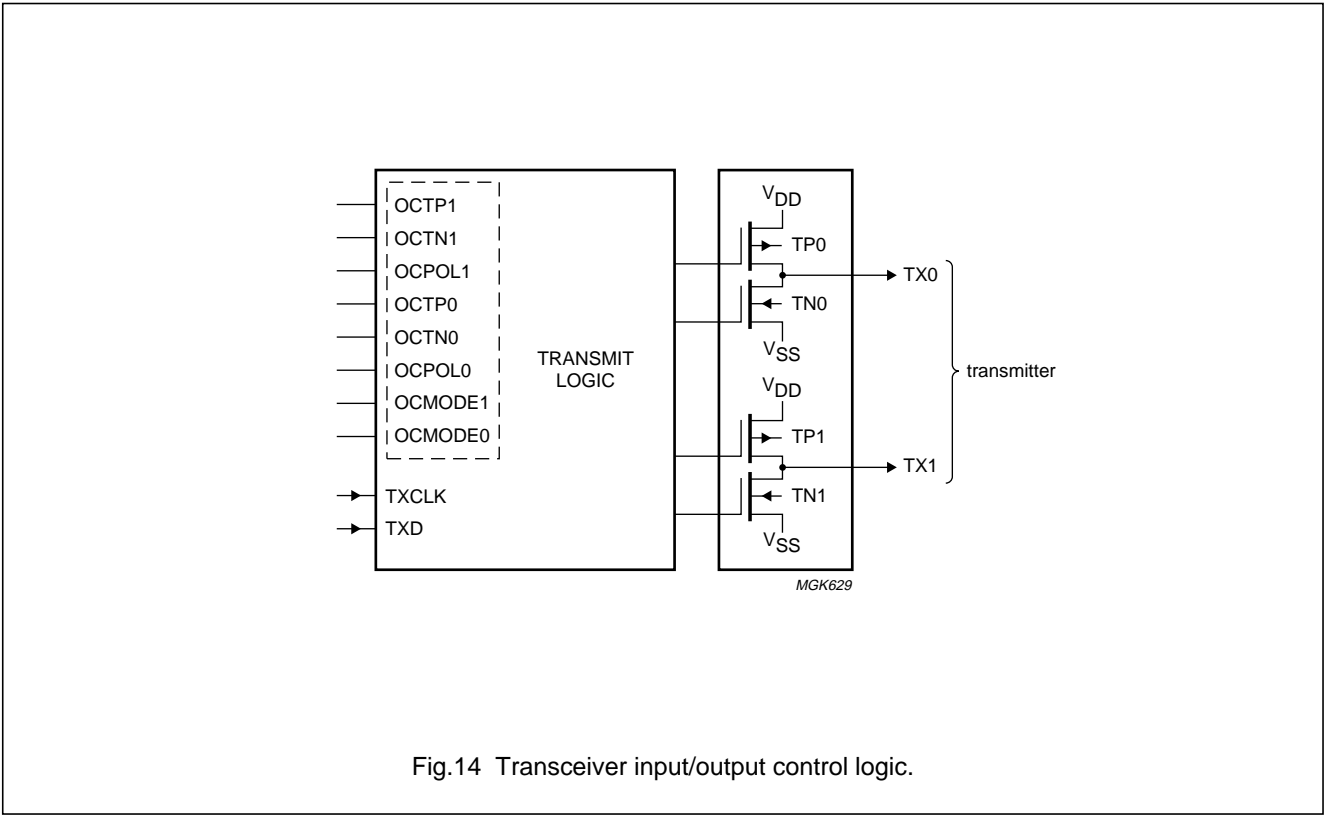 OCTP1
OCTN1
OCPOL1
OCTP0
OCTN0
OCPOL0
OCMODE1
OCMODE0
TXCLK
TXD
TRANSMIT
LOGIC
VDD
TP0
TX0
TN0
VSS
VDD
TP1
TX1
TN1
VSS
transmitter
MGK629
Fig.14 Transceiver input/output control logic.